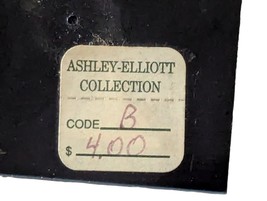 ASHLEY-ELLIOTT
COLLECTION
CODE B
$ 4.00